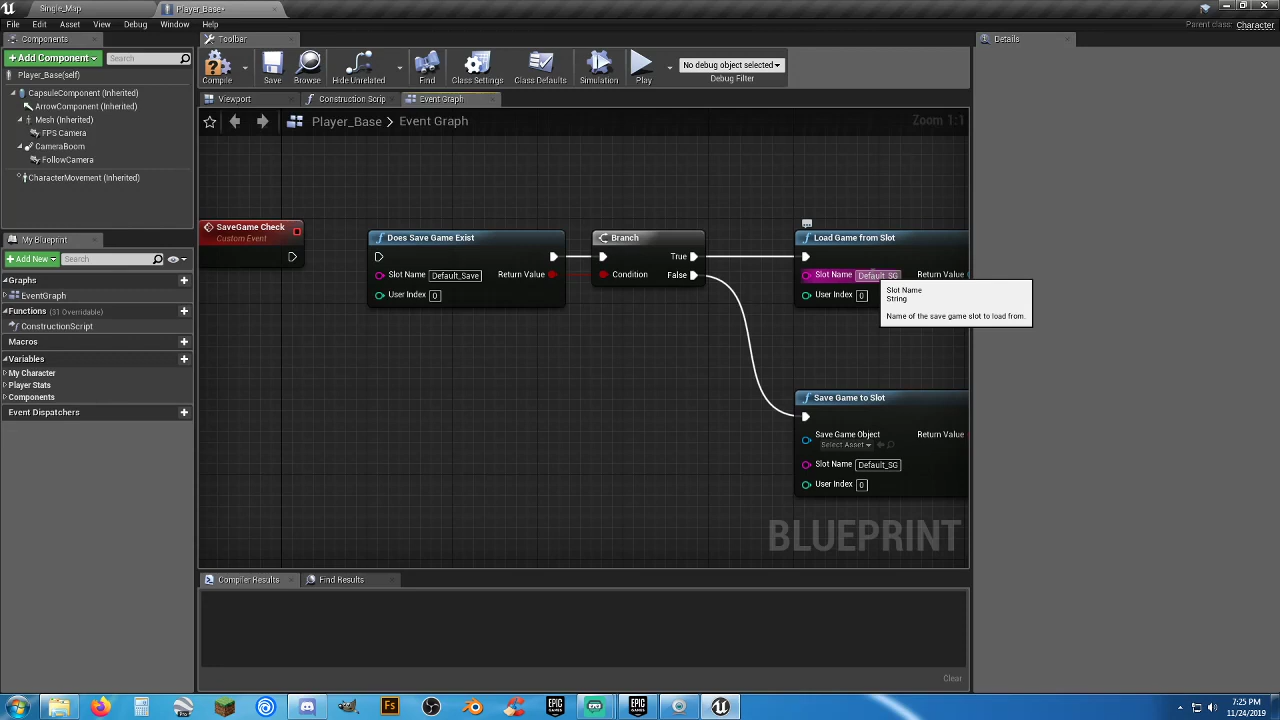 Single_Map
Player_Base*
File Edit Asset View Debug Window Help
Parent class: Character
Components
+ Add Component
Search
Player_Base(self)
CapsuleComponent (Inherited)
ArrowComponent (Inherited)
Mesh (Inherited)
FPS Camera
CameraBoom
FollowCamera
CharacterMovement (Inherited)
My Blueprint
+ Add New
Search
Graphs
EventGraph
Functions (31 Overridable)
ConstructionScript
Macros
Variables
My Character
Player Stats
Components
Event Dispatchers
Toolbar
Compile Save Browse Hide Unrelated Find Class Settings Class Defaults Simulation Play
No debug object selected
Debug Filter
Viewport Construction Scrip Event Graph
Player_Base > Event Graph
Zoom 1:1
SaveGame Check
Custom Event
Does Save Game Exist
Slot Name Default_Save Return Value
User Index 0
Branch
True
Condition False
Load Game from Slot
Slot Name Default_SG Return Value
User Index 0
Slot Name
String
Name of the save game slot to load from.
Save Game to Slot
Save Game Object Return Value
Select Asset
Slot Name Default_SG
User Index 0
BLUEPRINT
Compiler Results Find Results
Clear
Details
Fs
EPIC GAMES
EPIC GAMES
7:25 PM
11/24/2019